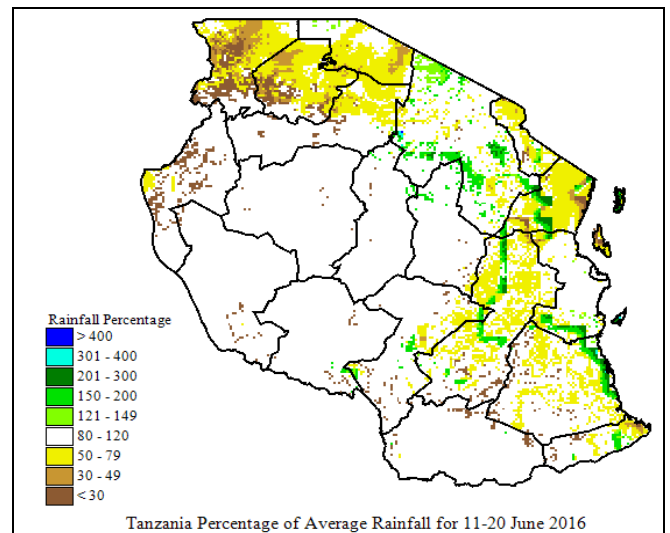 Rainfall Percentage
> 400
301 - 400
201 - 300
150 - 200
121 - 149
80 - 120
50 - 79
30 - 49
< 30
Tanzania Percentage of Average Rainfall for 11-20 June 2016